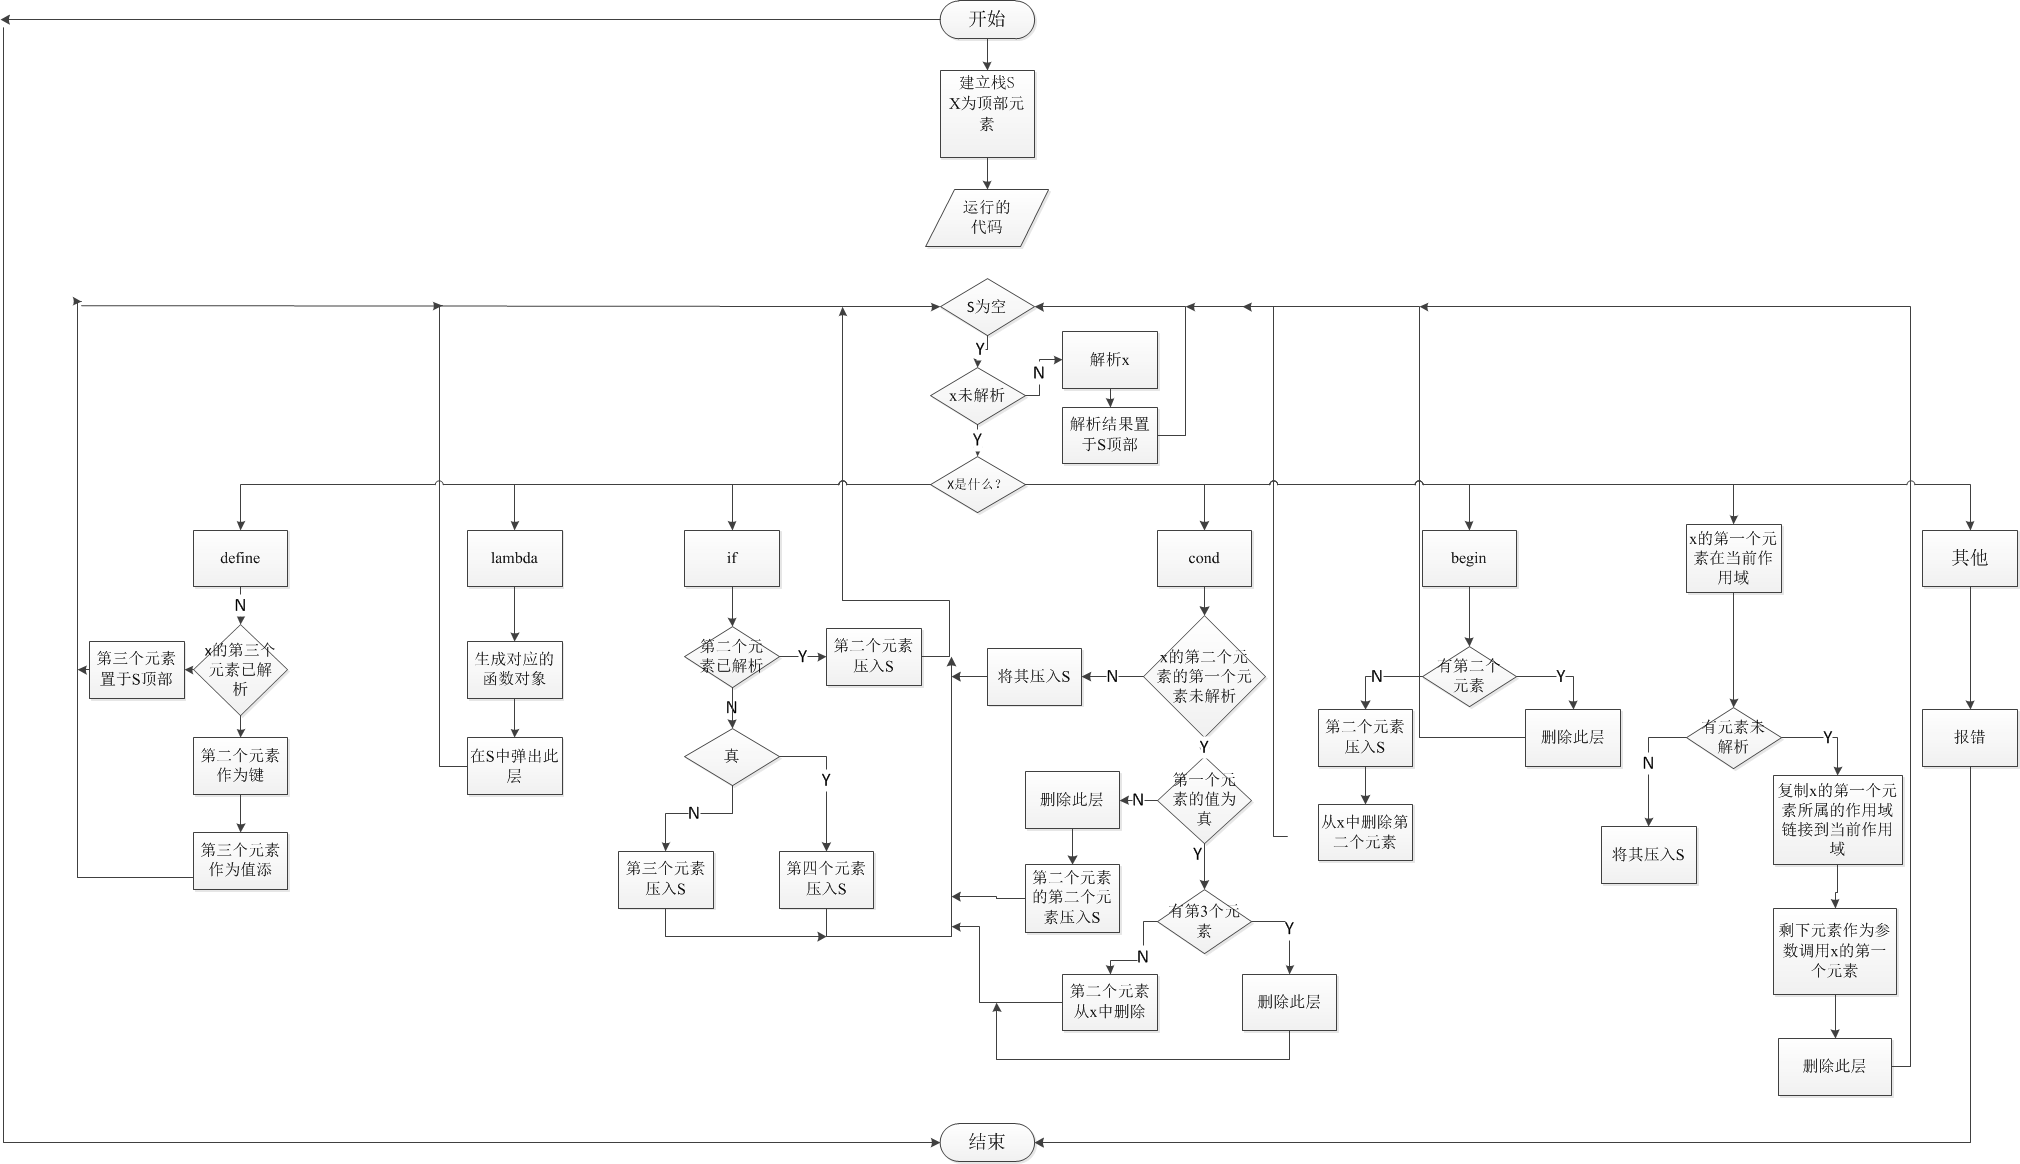 开始
建立栈S
X为顶部元
素
运行的
代码
S为空
Y
x未解析
N
解析x
解析结果置
于S顶部
Y
x是什么?
define
N
x的第三个
元素已解
析
第三个元素
置于S顶部
第二个元素
作为键
第三个元素
作为值添
lambda
生成对应的
函数对象
在S中弹出此
层
if
第二个元
素已解析
Y
第二个元素
压入S
N
真
N
Y
第三个元素
压入S
第四个元素
压入S
cond
x的第二个元
素的第一个元
素未解析
N
将其压入S
Y
第一个元
素的值为
真
N
删除此层
第二个元素
的第二个元
素压入S
Y
有第3个元
素
N
第二个元素
从x中删除
Y
删除此层
begin
有第二个
元素
N
第二个元素
压入S
从x中删除第
二个元素
Y
删除此层
x的第一个元
素在当前作
用域
有元素未
解析
N
将其压入S
Y
复制x的第一个元
素所属的作用域
链接到当前作用
域
剩下元素作为参
数调用x的第一
个元素
删除此层
其他
报错
结束